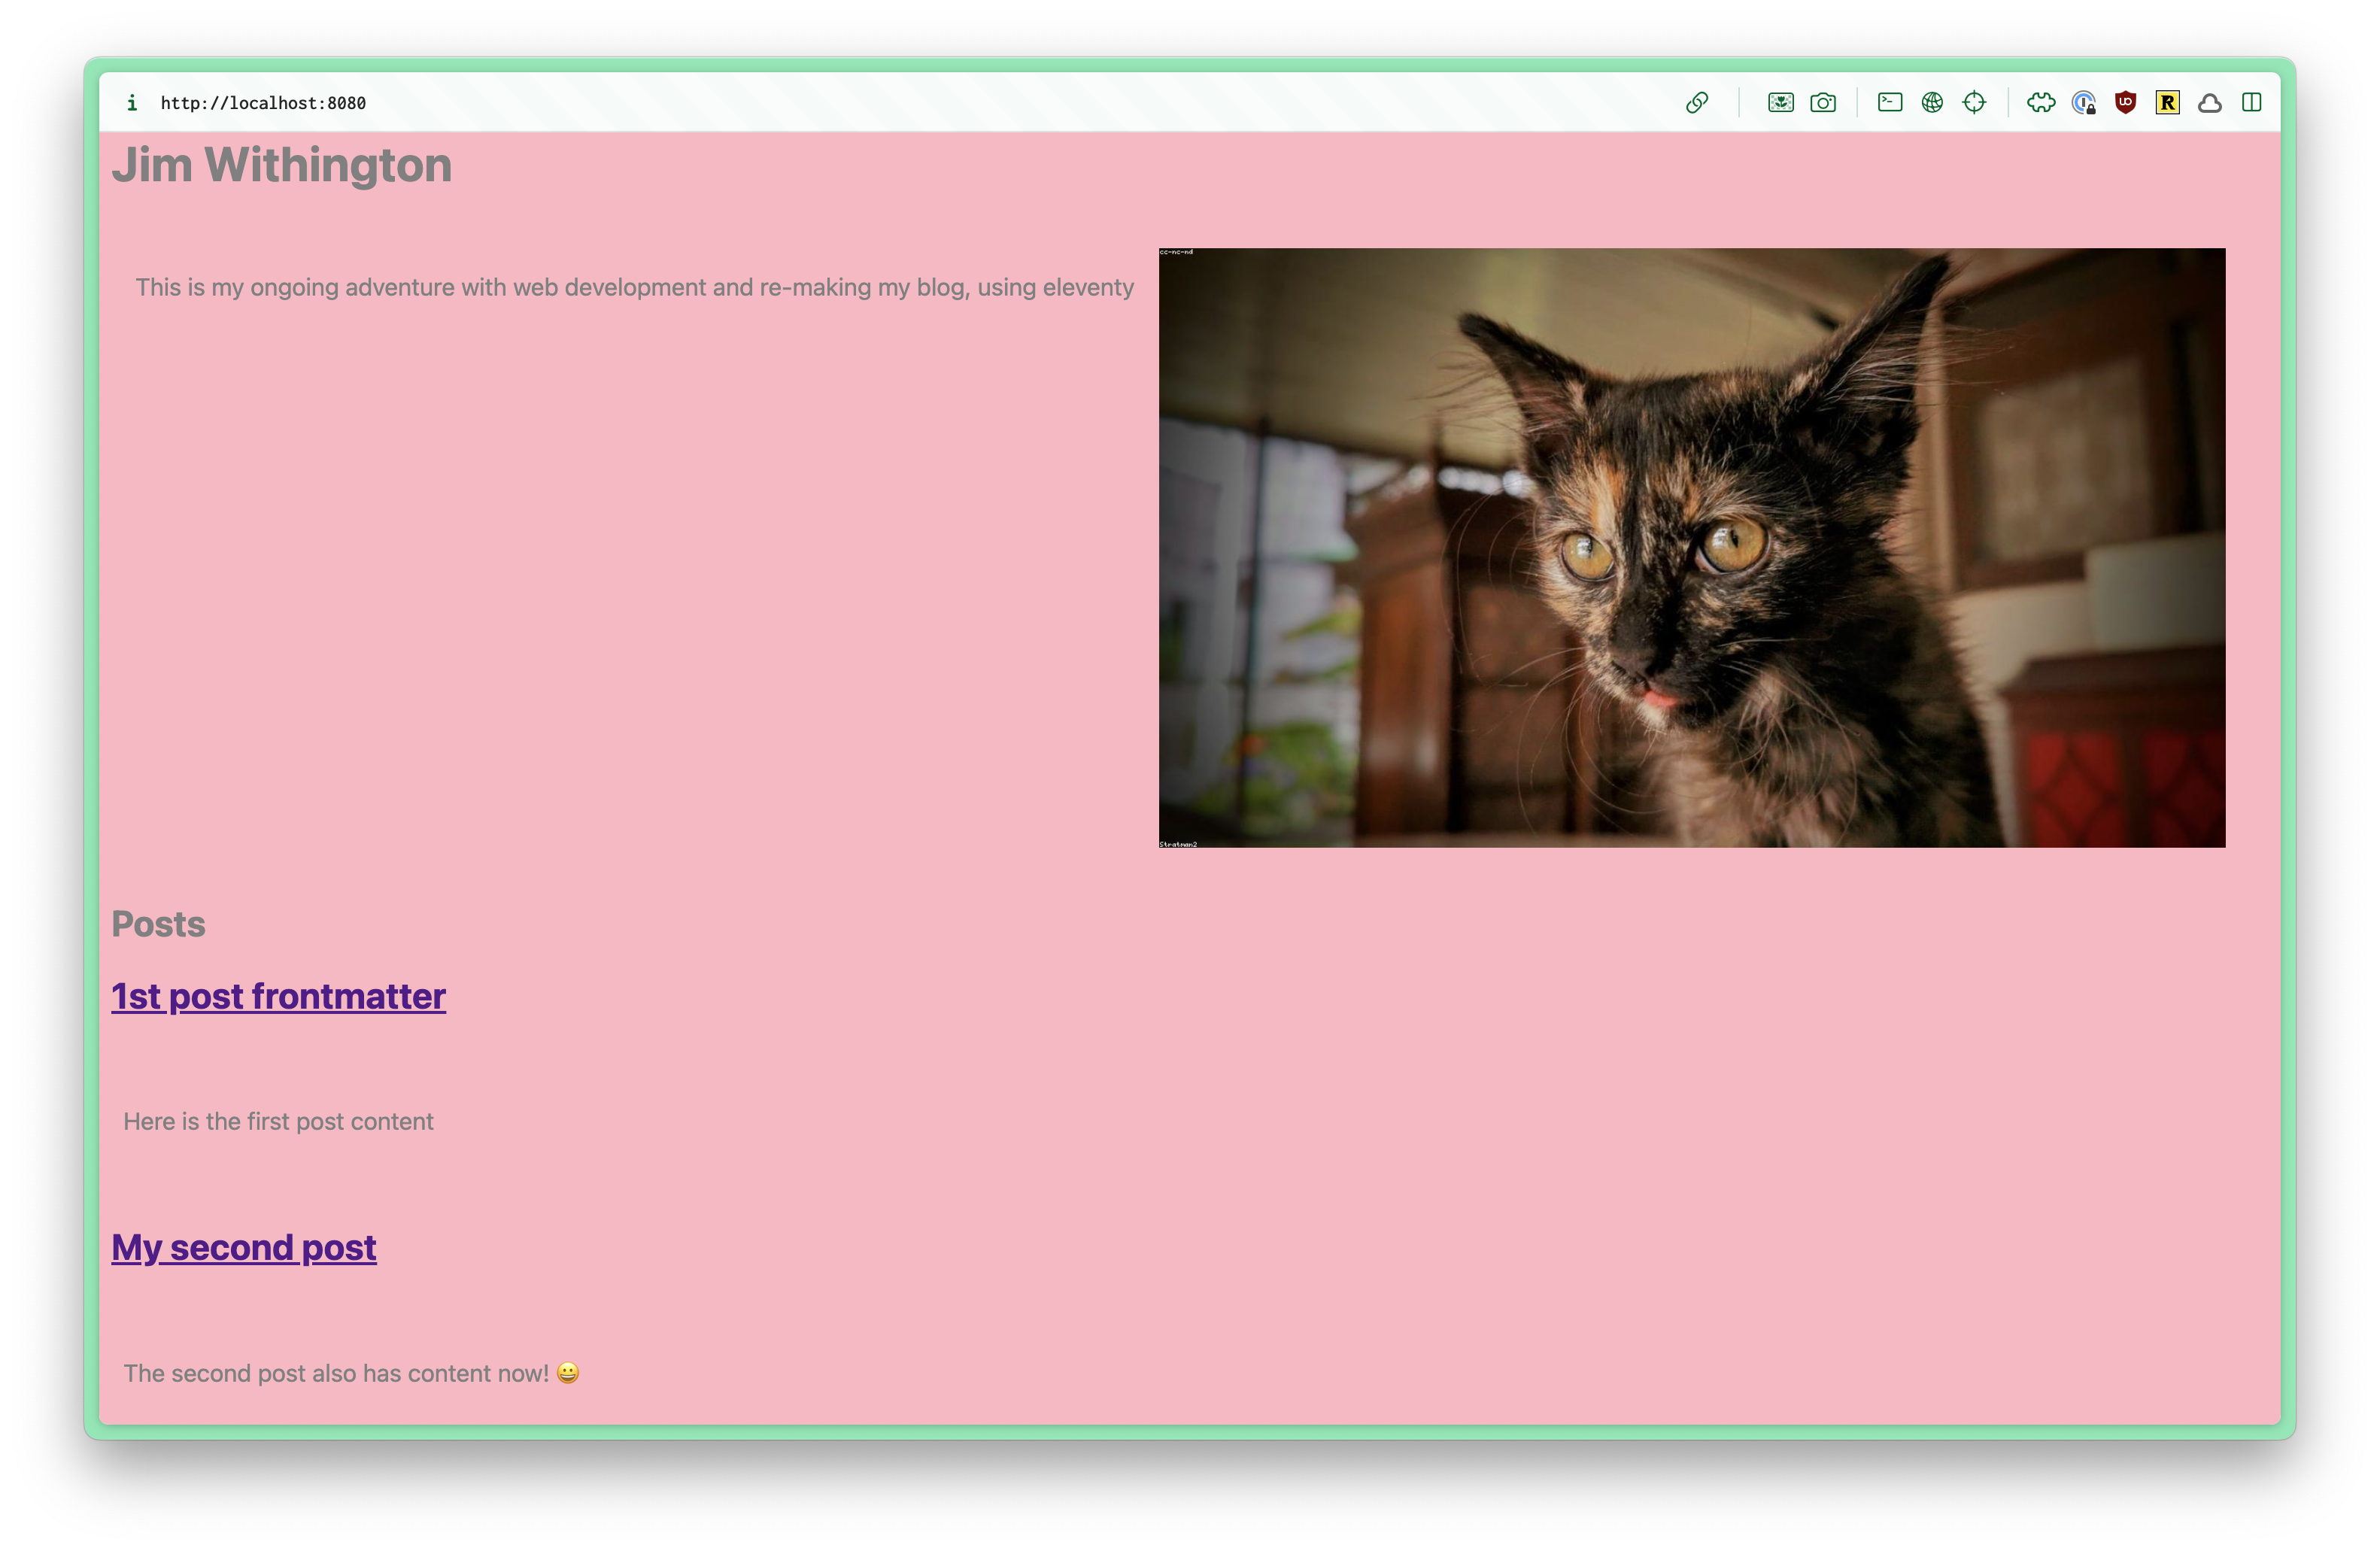 http://localhost:8080
Jim Withington
This is my ongoing adventure with web development and re-making my blog, using eleventy
cc-nc-nd
Stratman2
Posts
1st post frontmatter
Here is the first post content
My second post
The second post also has content now! 😀